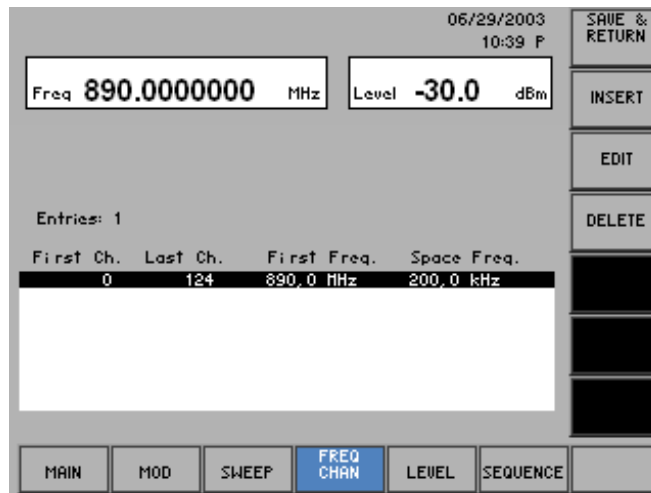 06/29/2003
10:39 P
Freq 890.0000000 MHz
Level -30.0 dBm
Entries: 1
First Ch. Last Ch. First Freq. Space Freq.
0 124 890,0 MHz 200,0 kHz
SAVE &
RETURN
INSERT
EDIT
DELETE
MAIN
MOD
SWEEP
FREQ
CHAN
LEVEL
SEQUENCE